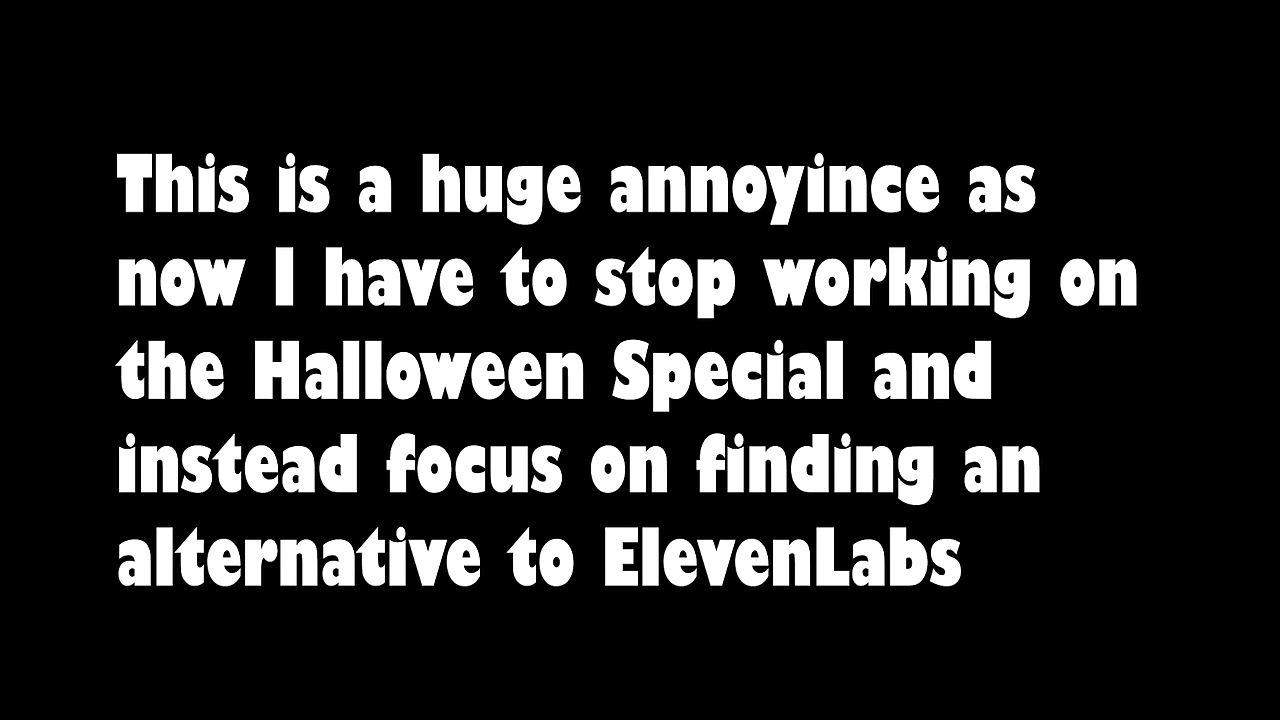 This is a huge annoyince as
now I have to stop working on
the Halloween Special and
instead focus on finding an
alternative to ElevenLabs